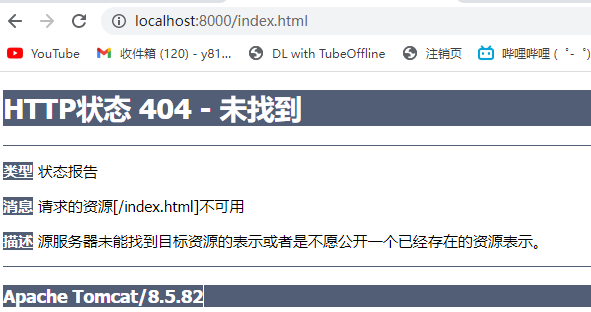 localhost:8000/index.html
YouTube 收件箱 (120) - y81... DL with TubeOffline 注销页 哔哩哔哩 ( ゜- ゜)
HTTP状态 404 - 未找到
类型 状态报告
消息 请求的资源[/index.html]不可用
描述 源服务器未能找到目标资源的表示或者是不愿公开一个已经存在的资源表示。
Apache Tomcat/8.5.82